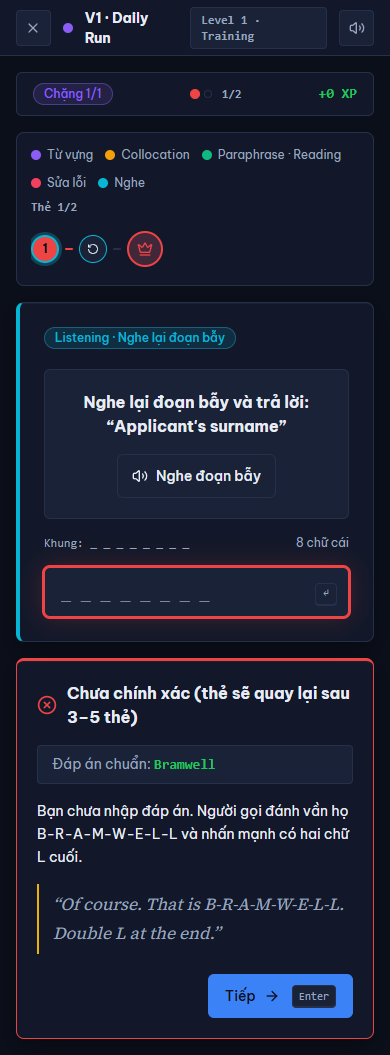 V1 · Daily
Run
Level 1 ·
Training
Chặng 1/1
1/2
+0 XP
Từ vựng
Collocation
Paraphrase · Reading
Sửa lỗi
Nghe
Thẻ 1/2
1
Listening · Nghe lại đoạn bẫy
Nghe lại đoạn bẫy và trả lời:
“Applicant's surname”
Nghe đoạn bẫy
Khung: _ _ _ _ _ _ _ _
8 chữ cái
_ _ _ _ _ _ _ _
↵
Chưa chính xác (thẻ sẽ quay lại sau
3–5 thẻ)
Đáp án chuẩn: Bramwell
Bạn chưa nhập đáp án. Người gọi đánh vần họ
B-R-A-M-W-E-L-L và nhấn mạnh có hai chữ
L cuối.
“Of course. That is B-R-A-M-W-E-L-L.
Double L at the end.”
Tiếp → Enter